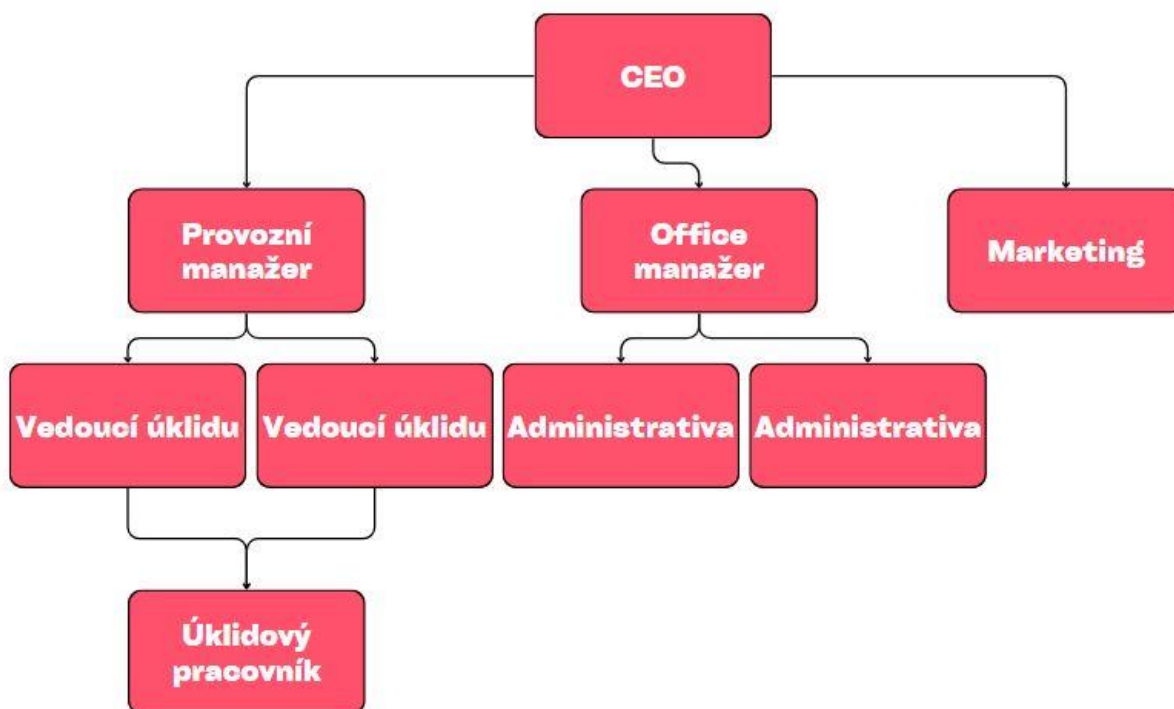 CEO
Provozní
manažer
Office
manažer
Marketing
Vedoucí úklidu
Vedoucí úklidu
Administrativa
Administrativa
Úklidový
pracovník